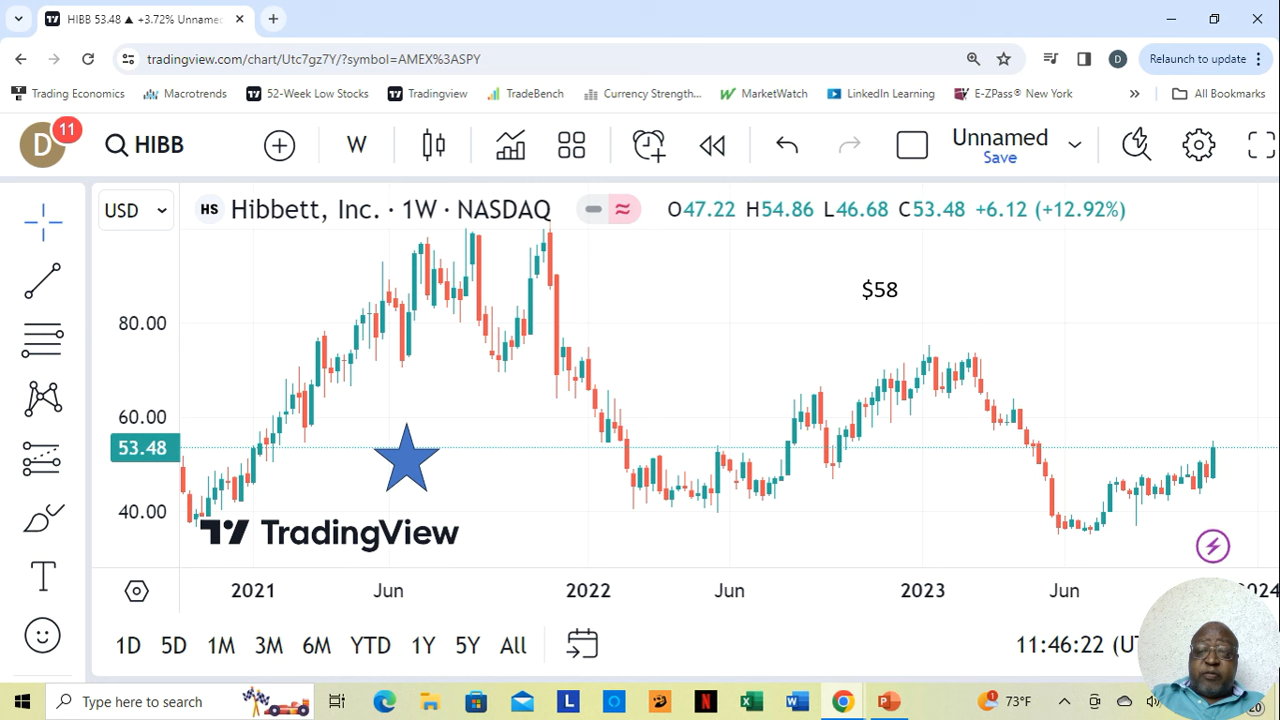 HIBB 53.48 ▲ +3.72% Unname
tradingview.com/chart/Utc7gz7Y/?symbol=AMEX%3ASPY
D
Relaunch to update
Trading Economics
Macrotrends
52-Week Low Stocks
Tradingview
TradeBench
Currency Strength...
MarketWatch
LinkedIn Learning
E-ZPass® New York
»
All Bookmarks
D
11
HIBB
W
Unnamed
Save
USD
HS
Hibbett, Inc. · 1W · NASDAQ
O47.22 H54.86 L46.68 C53.48 +6.12 (+12.92%)
$58
80.00
60.00
53.48
40.00
TradingView
2021 Jun 2022 Jun 2023 Jun 2024
1D 5D 1M 3M 6M YTD 1Y 5Y All
11:46:22 (UT
Type here to search
73°F
20